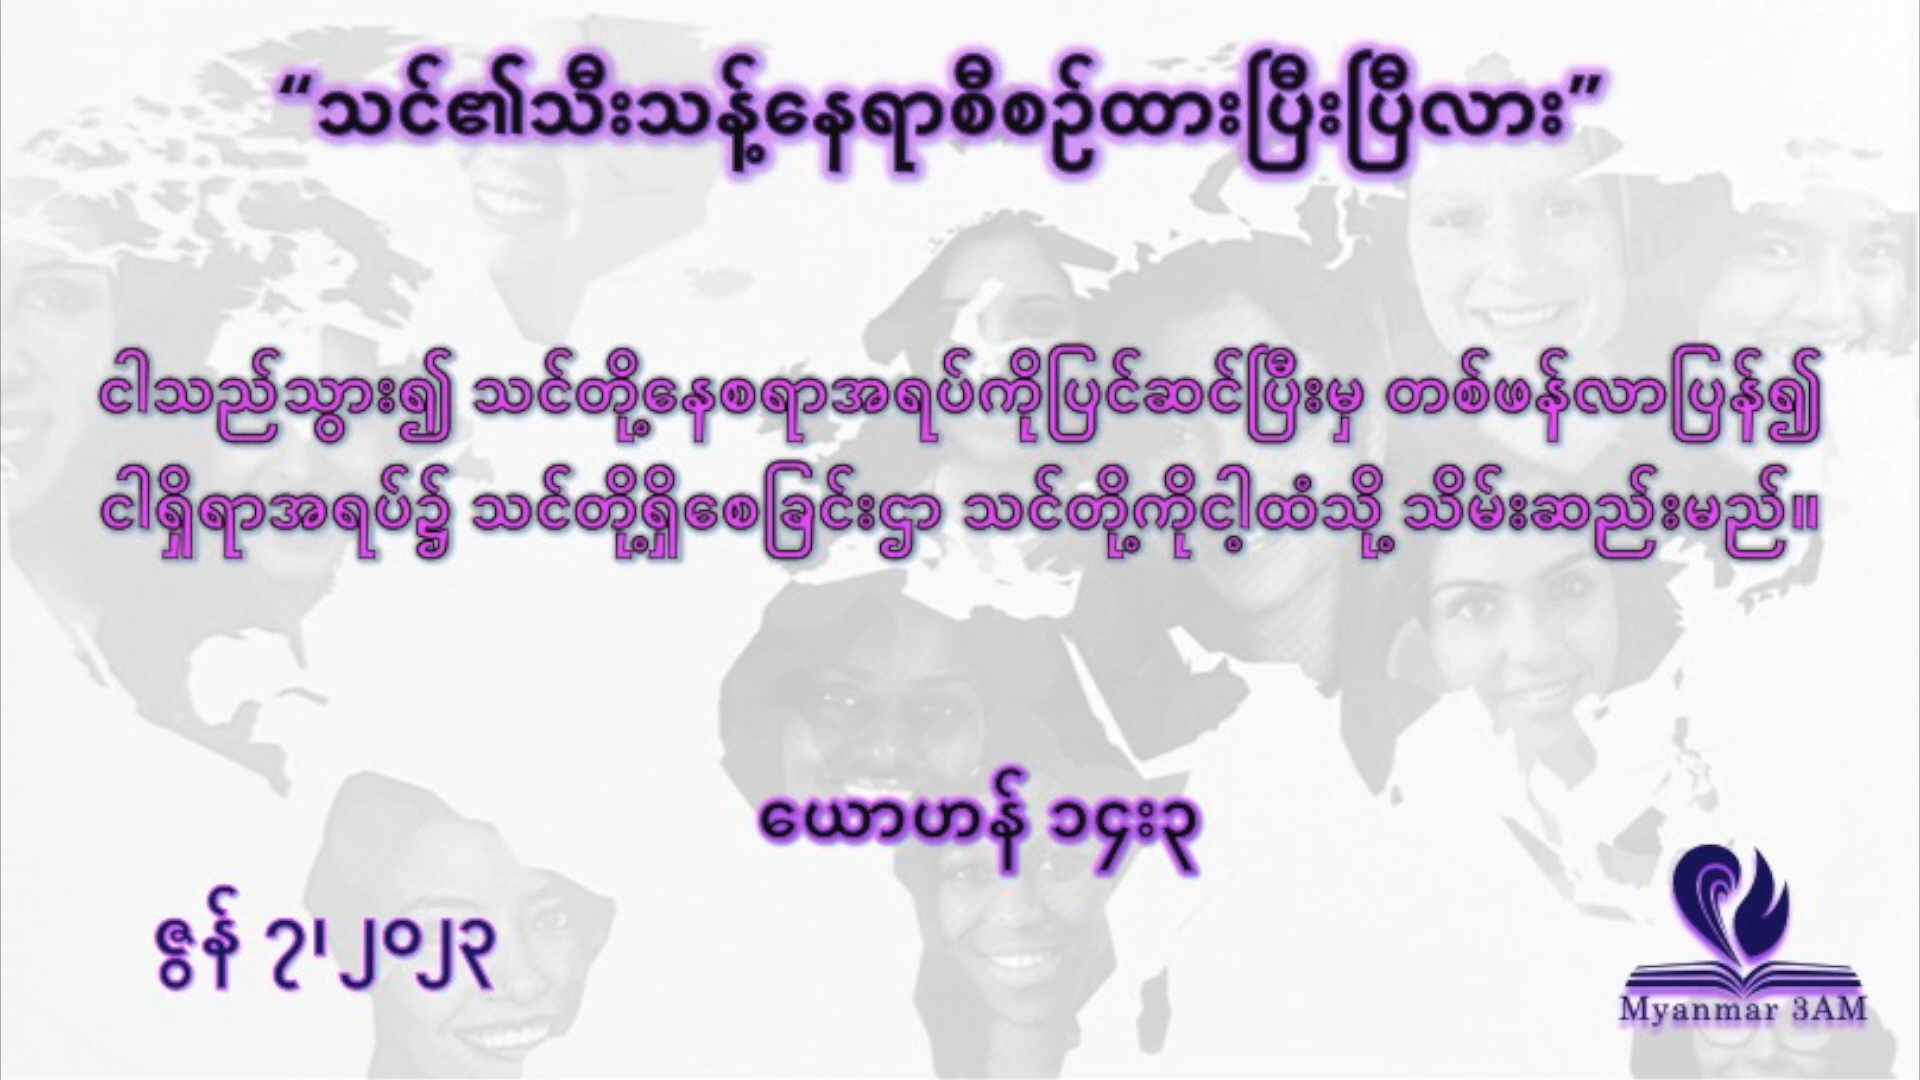 “သင်၏သီးသန့်နေရာစီစဉ်ထားပြီးပြီလား”
ငါသည်သွား၍ သင်တို့နေစရာအရပ်ကိုပြင်ဆင်ပြီးမှ တစ်ဖန်လာပြန်၍
ငါရှိရာအရပ်၌ သင်တို့ရှိစေခြင်းဌာ သင်တို့ကိုငါ့ထံသို့ သိမ်းဆည်းမည်။
ယောဟန် ၁၄း၃
ဇွန် ၇၊၂၀၂၃
Myanmar 3AM